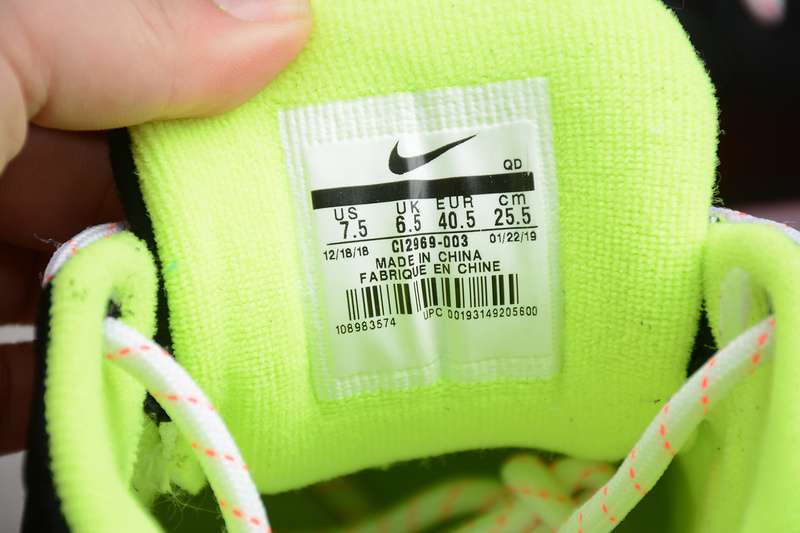 QD
US UK EUR cm
7.5 6.5 40.5 25.5
12/18/18 CI2969-003 01/22/19
MADE IN CHINA
FABRIQUE EN CHINE
108983574 UPC 00193149205600